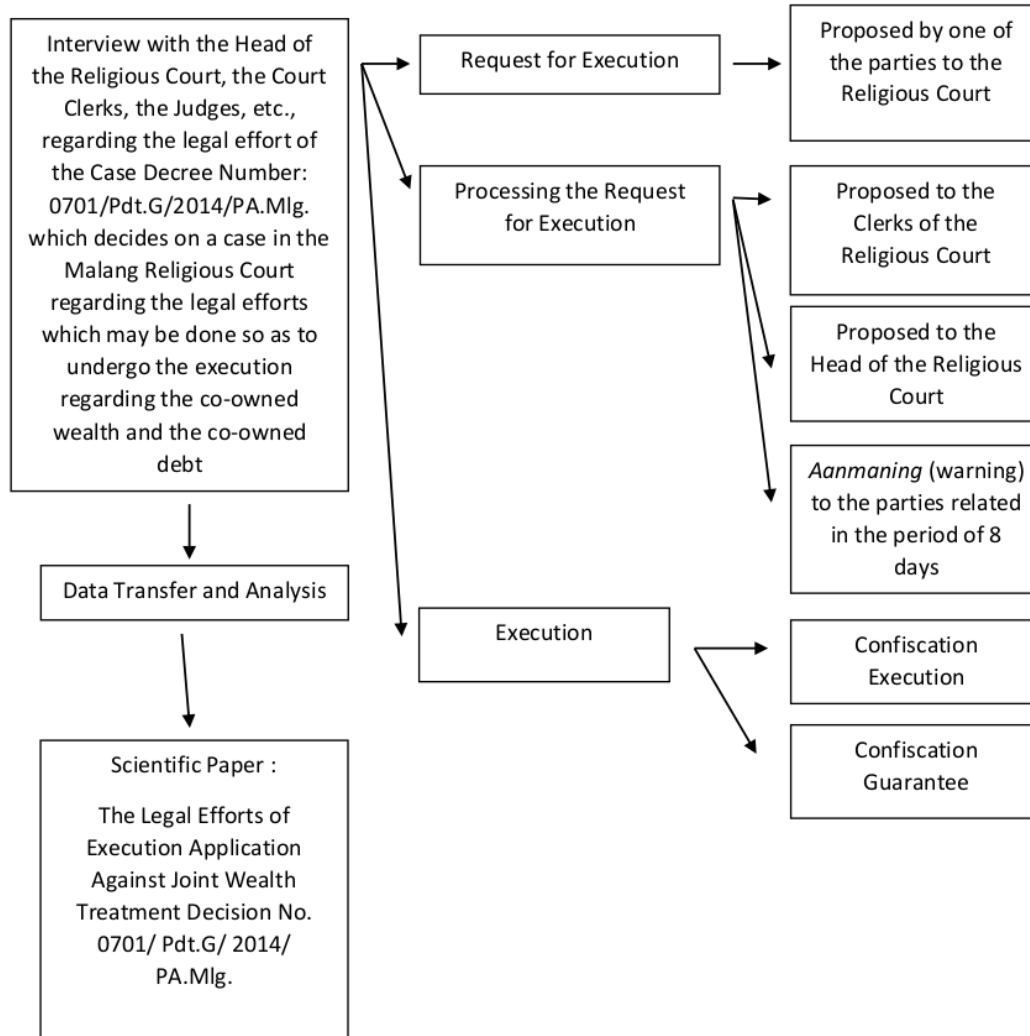 Interview with the Head of
the Religious Court, the Court
Clerks, the Judges, etc.,
regarding the legal effort of
the Case Decree Number:
0701/Pdt.G/2014/PA.Mlg.
which decides on a case in the
Malang Religious Court
regarding the legal efforts
which may be done so as to
undergo the execution
regarding the co-owned
wealth and the co-owned
debt
Data Transfer and Analysis
Scientific Paper :
The Legal Efforts of
Execution Application
Against Joint Wealth
Treatment Decision No.
0701/ Pdt.G/ 2014/
PA.Mlg.
Request for Execution
Proposed by one of
the parties to the
Religious Court
Processing the Request
for Execution
Proposed to the
Clerks of the
Religious Court
Proposed to the
Head of the Religious
Court
Aanmaning (warning)
to the parties related
in the period of 8
days
Execution
Confiscation
Execution
Confiscation
Guarantee